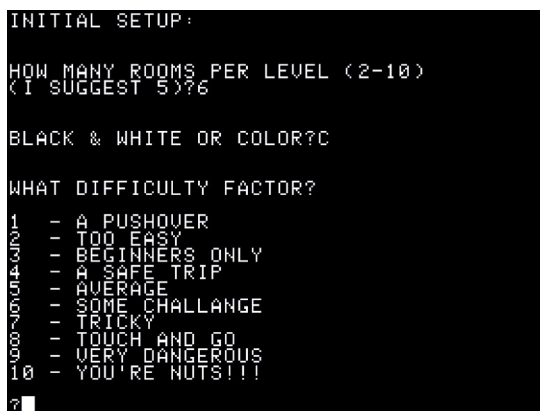 INITIAL SETUP:
HOW MANY ROOMS PER LEVEL (2-10)
(I SUGGEST 5)?6
BLACK & WHITE OR COLOR?C
WHAT DIFFICULTY FACTOR?
1 - A PUSHOVER
2 - TOO EASY
3 - BEGINNERS ONLY
4 - A SAFE TRIP
5 - AVERAGE
6 - SOME CHALLANGE
7 - TRICKY
8 - TOUCH AND GO
9 - VERY DANGEROUS
10 - YOU'RE NUTS!!!
?